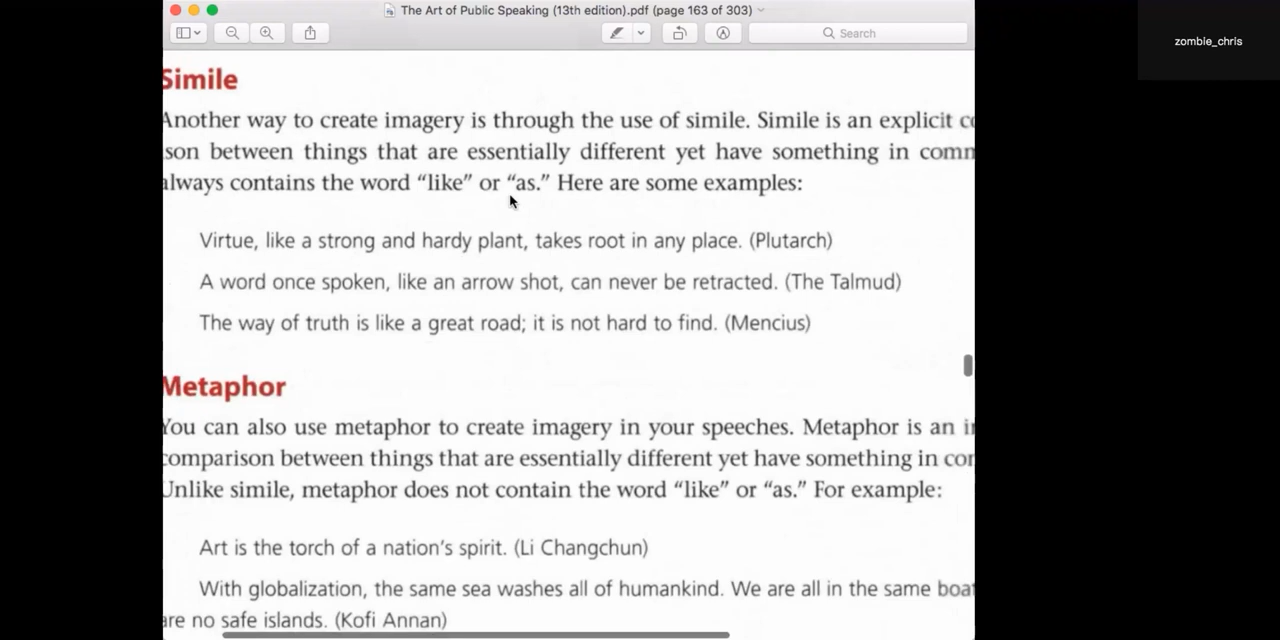 The Art of Public Speaking (13th edition).pdf (page 163 of 303)
Search
zombie_chris
Simile
Another way to create imagery is through the use of simile. Simile is an explicit
son between things that are essentially different yet have something in
always contains the word “like” or “as.” Here are some examples:
Virtue, like a strong and hardy plant, takes root in any place. (Plutarch)
A word once spoken, like an arrow shot, can never be retracted. (The Talmud)
The way of truth is like a great road; it is not hard to find. (Mencius)
Metaphor
You can also use metaphor to create imagery in your speeches. Metaphor is an
comparison between things that are essentially different yet have something in
Unlike simile, metaphor does not contain the word “like” or “as.” For example:
Art is the torch of a nation’s spirit. (Li Changchun)
With globalization, the same sea washes all of humankind. We are all in the same boat
are no safe islands. (Kofi Annan)